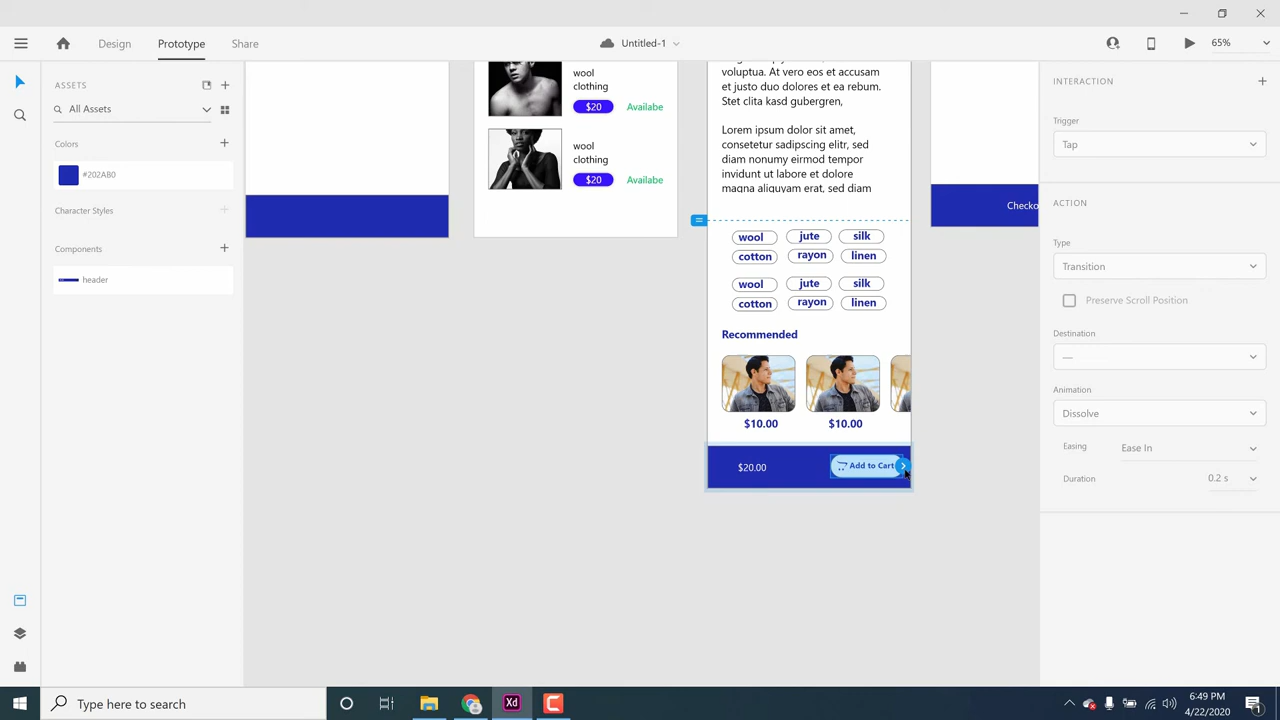 Design
Prototype
Share
Untitled-1
65%
ASSETS
All Assets
Colors
#202AB0
Character Styles
Components
header
wool
clothing
$20
Availabe
wool
clothing
$20
Availabe
voluptua. At vero eos et accusam
et justo duo dolores et ea rebum.
Stet clita kasd gubergren,
Lorem ipsum dolor sit amet,
consetetur sadipscing elitr, sed
diam nonumy eirmod tempor
invidunt ut labore et dolore
magna aliquyam erat, sed diam
wool jute silk
cotton rayon linen
wool jute silk
cotton rayon linen
Recommended
$10.00
$10.00
$20.00
Add to Cart
Checko
INTERACTION
Trigger
Tap
ACTION
Type
Transition
Preserve Scroll Position
Destination
—
Animation
Dissolve
Easing
Ease In
Duration
0.2 s
Type here to search
Xd
6:49 PM
4/22/2020